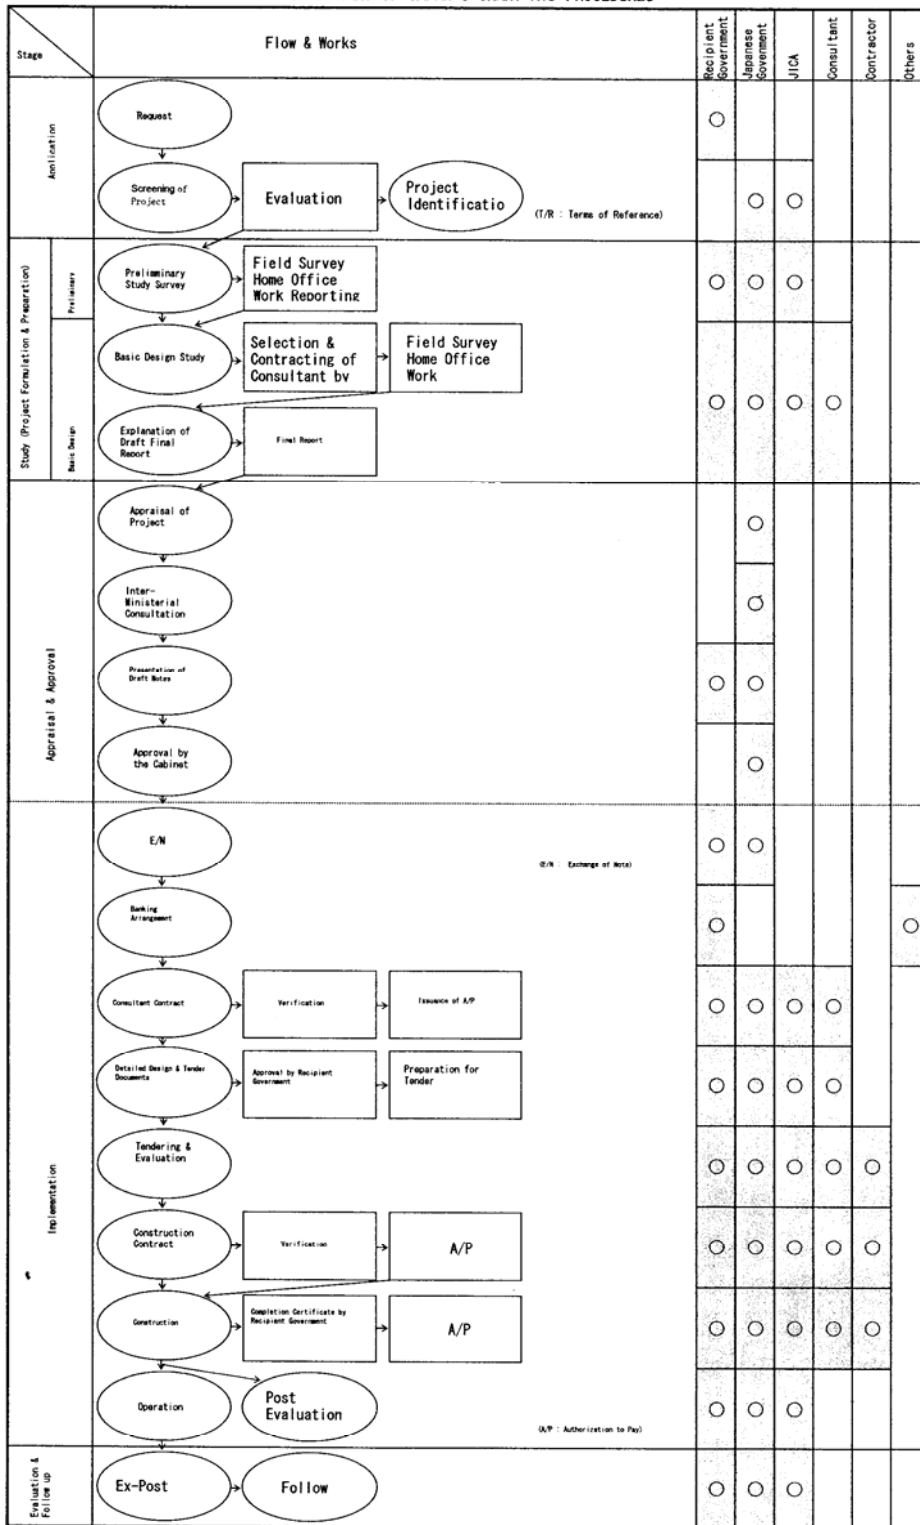 Stage
Flow & Works
Recipient
Government
Japanese
Government
JICA
Consultant
Contractor
Others
Application
Request
Screening of
Project
Evaluation
Project
Identificatio
(T/R : Terms of Reference)
Study (Project Formulation & Preparation)
Preliminary
Preliminary
Study Survey
Field Survey
Home Office
Work Reporting
Basic Design
Basic Design Study
Selection &
Contracting of
Consultant by
Field Survey
Home Office
Work
Explanation of
Draft Final
Report
Final Report
Appraisal & Approval
Appraisal of
Project
Inter-
Ministerial
Consultation
Presentation of
Draft Notes
Approval by
the Cabinet
Implementation
E/N
(E/N : Exchange of Note)
Banking
Arrangement
Consultant Contract
Verification
Issuance of A/P
Detailed Design & Tender
Documents
Approval by Recipient
Government
Preparation for
Tender
Tendering &
Evaluation
Construction
Contract
Verification
A/P
Construction
Completion Certificate by
Recipient Government
A/P
Operation
Post
Evaluation
(A/P : Authorization to Pay)
Evaluation &
Follow up
Ex-Post
Follow